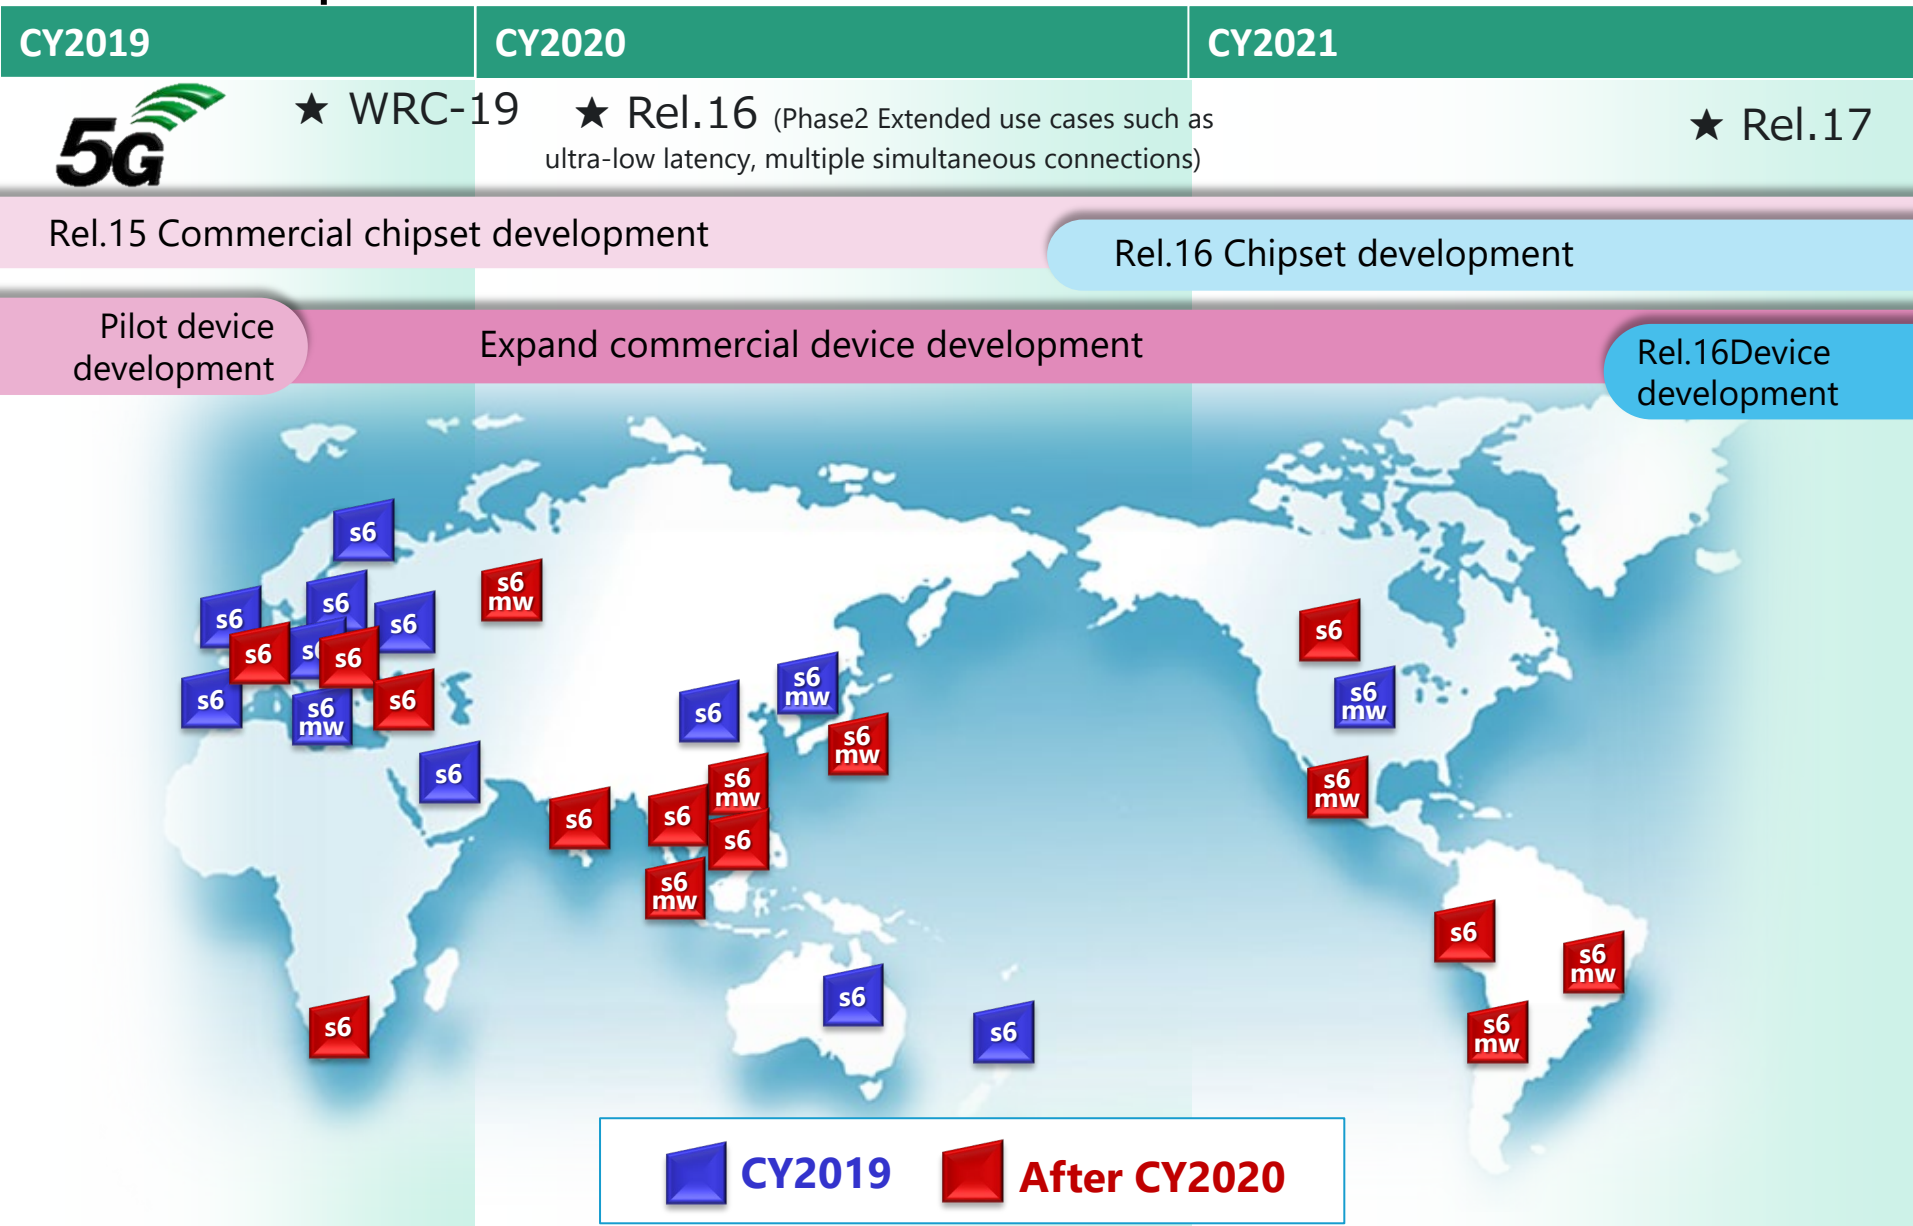 CY2019
CY2020
CY2021
5G
★ WRC-19
★ Rel.16 (Phase2 Extended use cases such as
ultra-low latency, multiple simultaneous connections)
★ Rel.17
Rel.15 Commercial chipset development
Rel.16 Chipset development
Pilot device
development
Expand commercial device development
Rel.16Device
development
s6
s6
mw
s6
s6
s6
s6
s6
s6
s6
s6
s6
mw
s6
s6
s6
s6
mw
s6
mw
s6
s6
mw
s6
s6
s6
mw
s6
s6
s6
s6
s6
mw
s6
mw
s6
s6
mw
s6
mw
CY2019
After CY2020